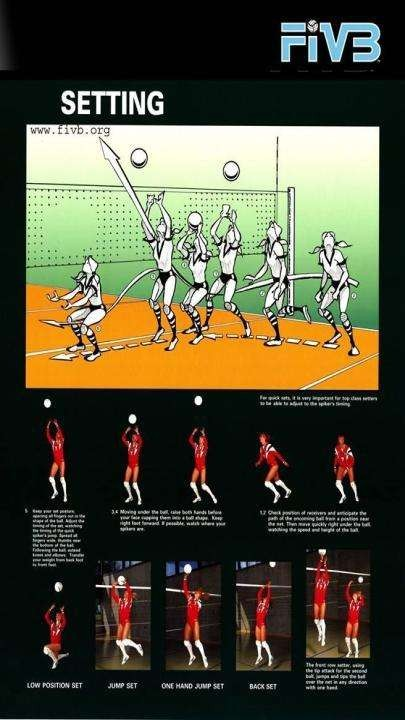 FiVB
SETTING
www.fivb.org
For quick sets, it is very important for top class setters
to be able to adjust to the spiker's timing.
5 Keep your set posture,
opening all fingers out in the
shape of the ball. Adjust the
timing of the set, watching
the timing of the quick
spiker's jump. Spread all
fingers wide, thumbs near
the bottom of the ball.
Following the ball, extend
knees and elbows. Transfer
your weight from back foot
to front foot.
3,4 Moving under the ball, raise both hands before
your face cupping them into a ball shape. Keep
right foot forward. If possible, watch where your
spikers are.
1,2 Check position of receivers and anticipate the
path of the oncoming ball from a position near
the net. Then move quickly right under the ball,
watching the speed and height of the ball.
LOW POSITION SET
JUMP SET
ONE HAND JUMP SET
BACK SET
The front row setter, using
the tip attack for the second
ball, jumps and tips the ball
over the net in any direction
with one hand.